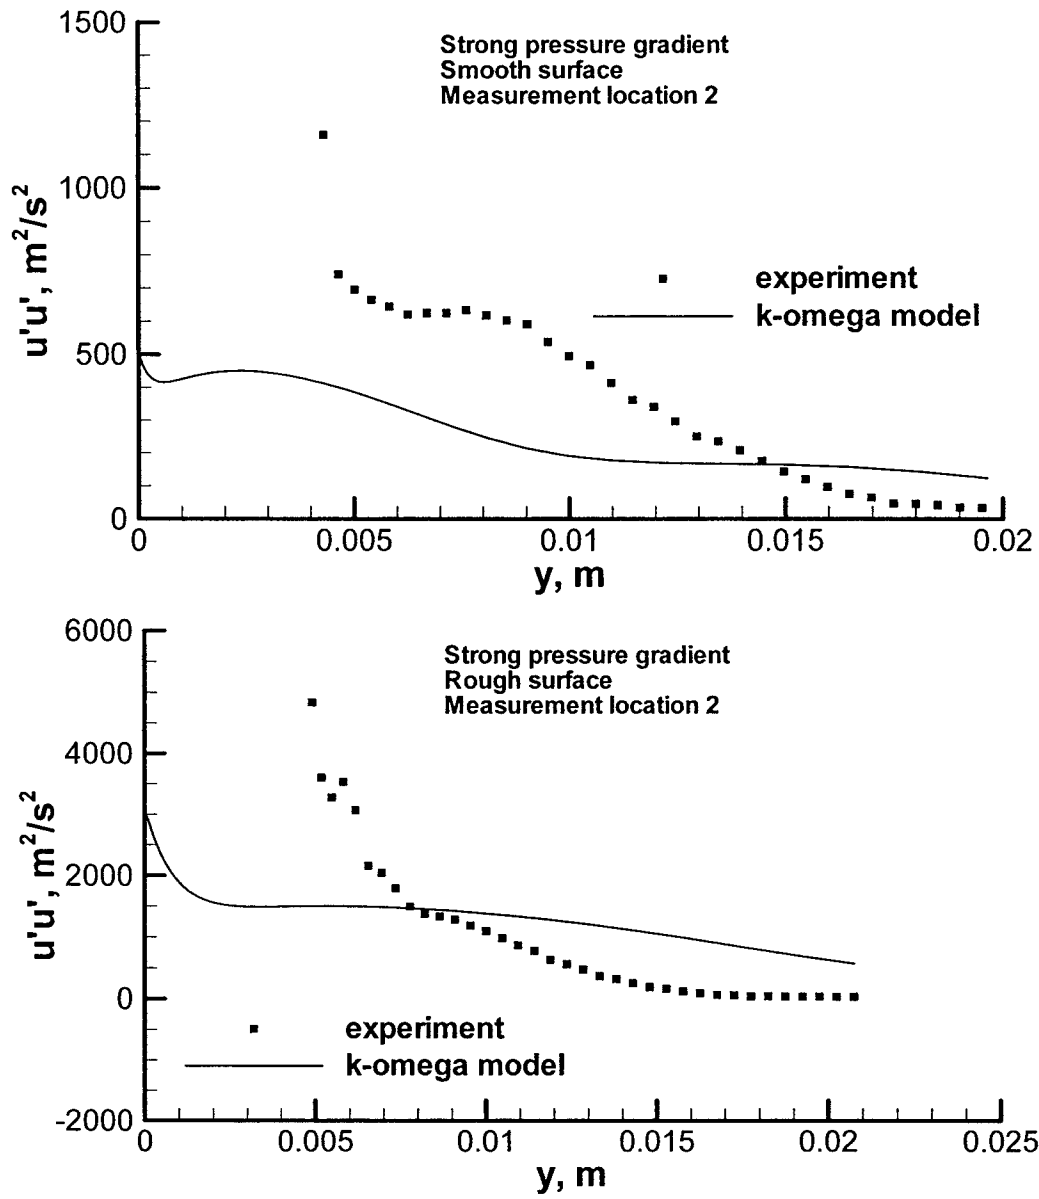 1500
Strong pressure gradient
Smooth surface
Measurement location 2
1000
u'u', m²/s²
experiment
k-omega model
500
0
0 0.005 0.01 0.015 0.02
y, m
6000
Strong pressure gradient
Rough surface
Measurement location 2
4000
u'u', m²/s²
2000
0
experiment
k-omega model
-2000
0 0.005 0.01 0.015 0.02 0.025
y, m